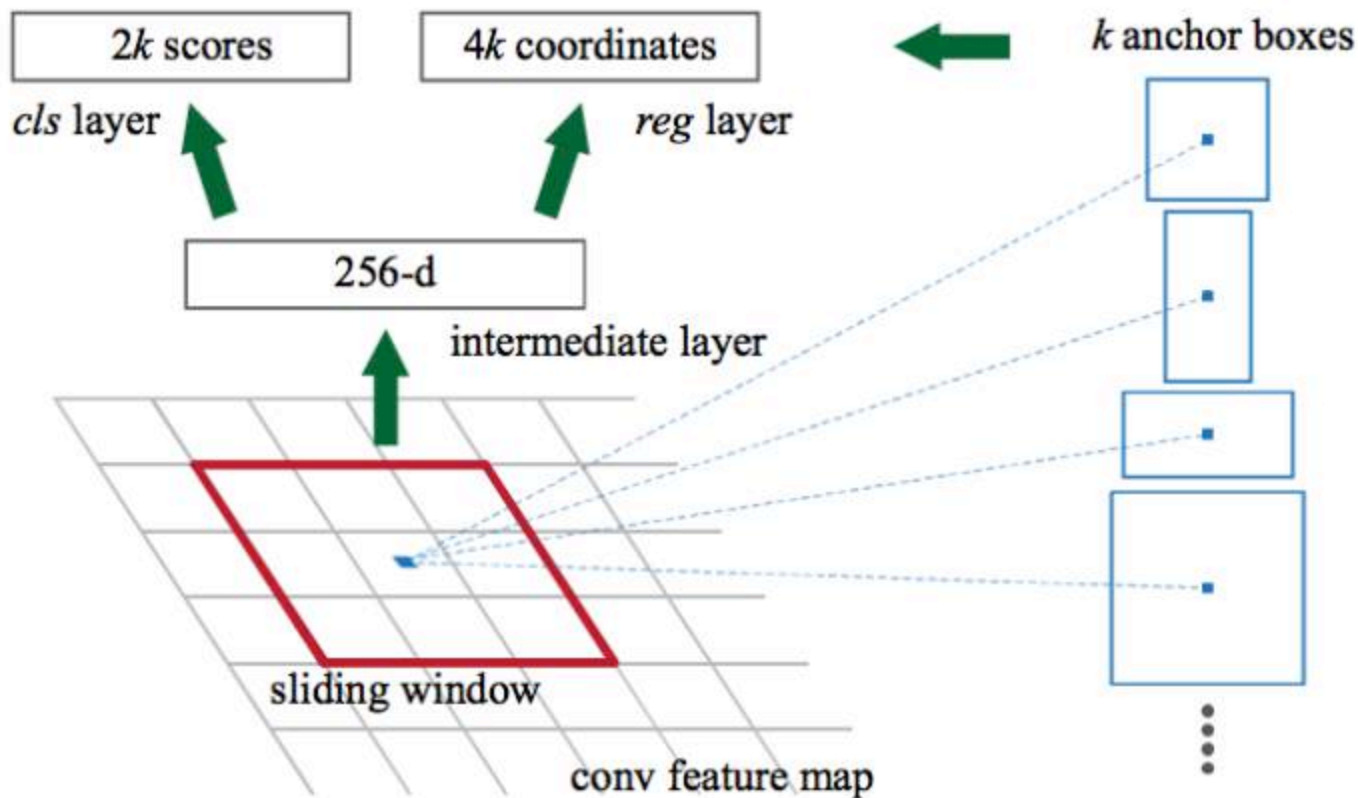 2k scores
4k coordinates
k anchor boxes
cls layer
reg layer
256-d
intermediate layer
sliding window
conv feature map